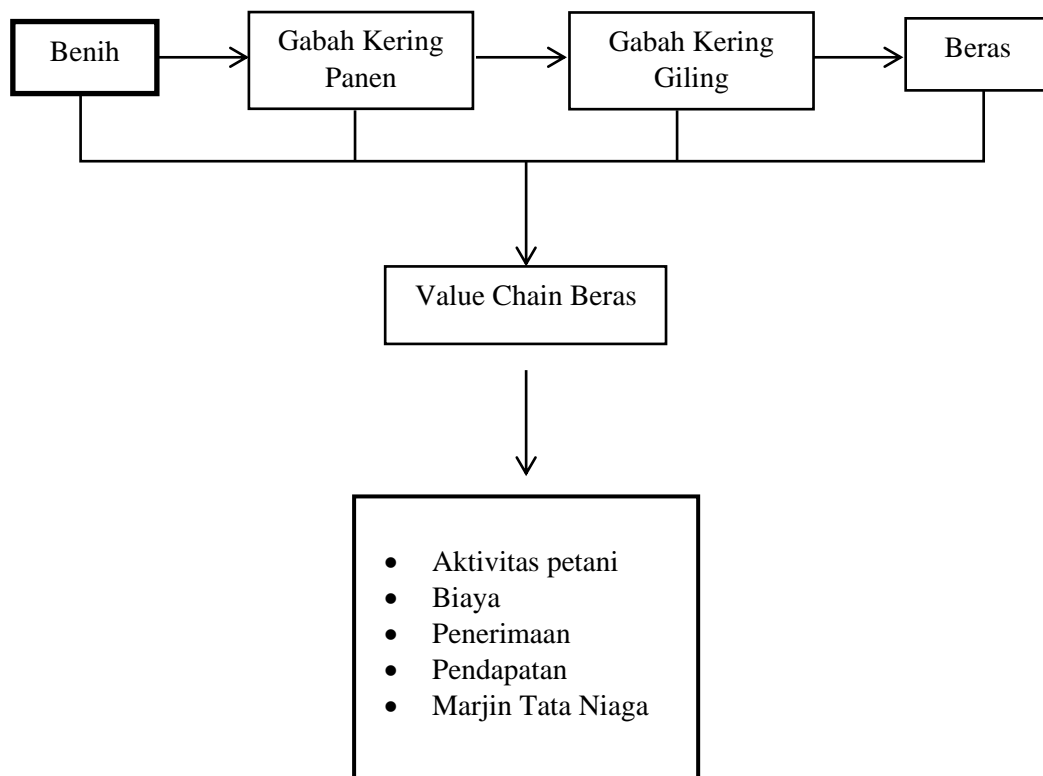 Benih
Gabah Kering
Panen
Gabah Kering
Giling
Beras
Value Chain Beras
• Aktivitas petani
• Biaya
• Penerimaan
• Pendapatan
• Marjin Tata Niaga